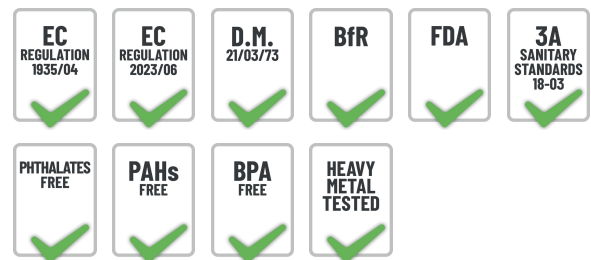 EC
REGULATION
1935/04
EC
REGULATION
2023/06
D.M.
21/03/73
BfR
FDA
3A
SANITARY
STANDARDS
18-03
PHTHALATES
FREE
PAHs
FREE
BPA
FREE
HEAVY
METAL
TESTED